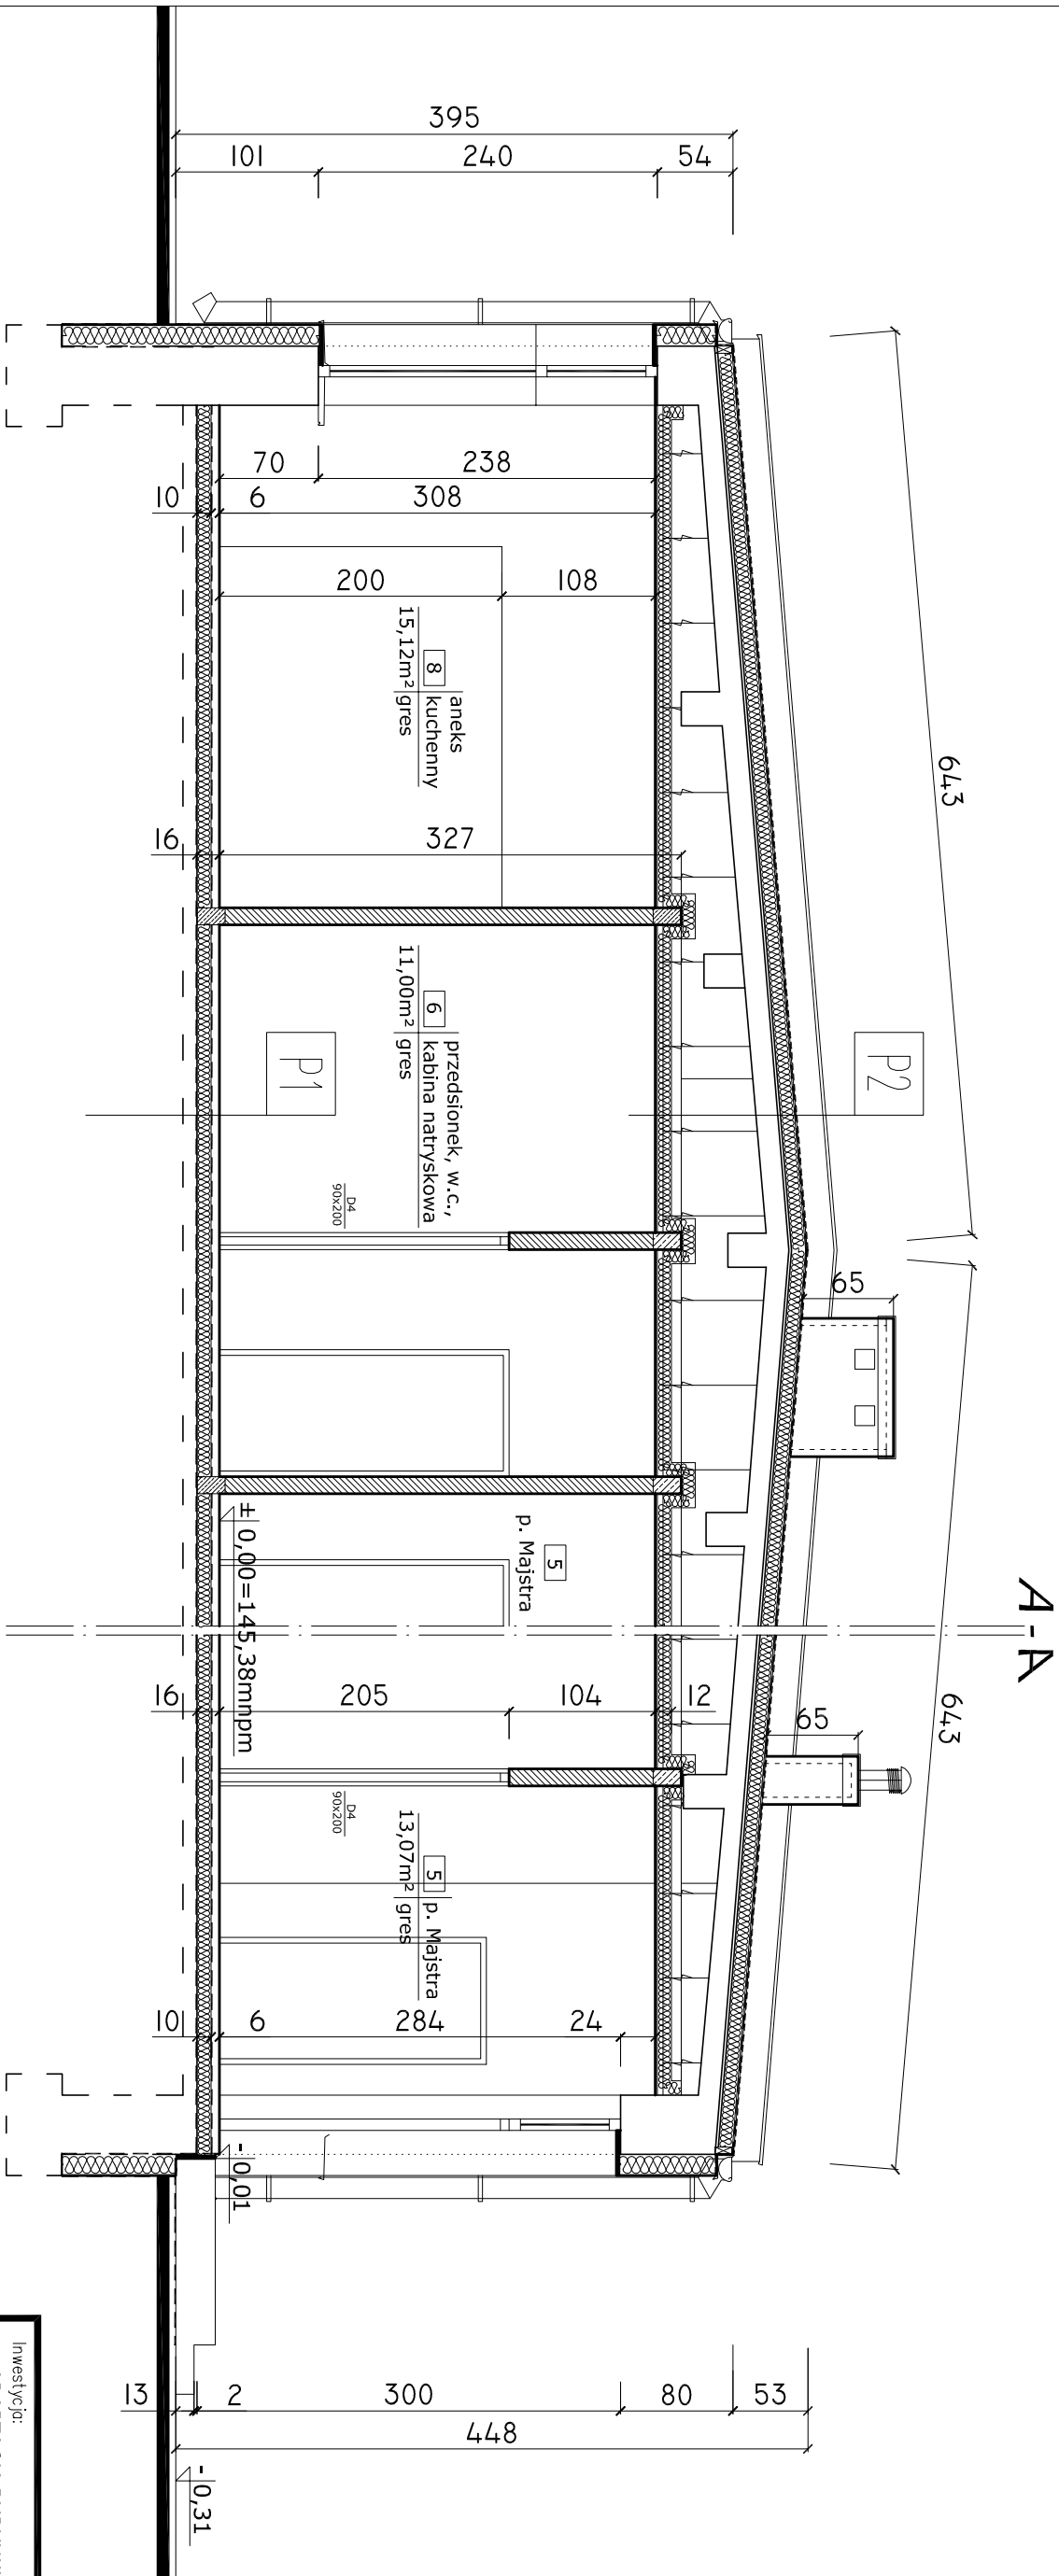 A-A
643
643
P2
65
65
395
101
240
54
70
238
10
6
308
200
108
8
aneks
kuchenny
15,12m² gres
16
327
6
przedsionek, w.c.,
kabina natryskowa
11,00m² gres
P1
D4
90x200
5
p. Majstra
± 0,00=145,38mnpm
16
205
104
12
D4
90x200
5
p. Majstra
13,07m² gres
10
6
284
24
-0,01
13
2
300
80
53
448
-0,31
Inwestycja: